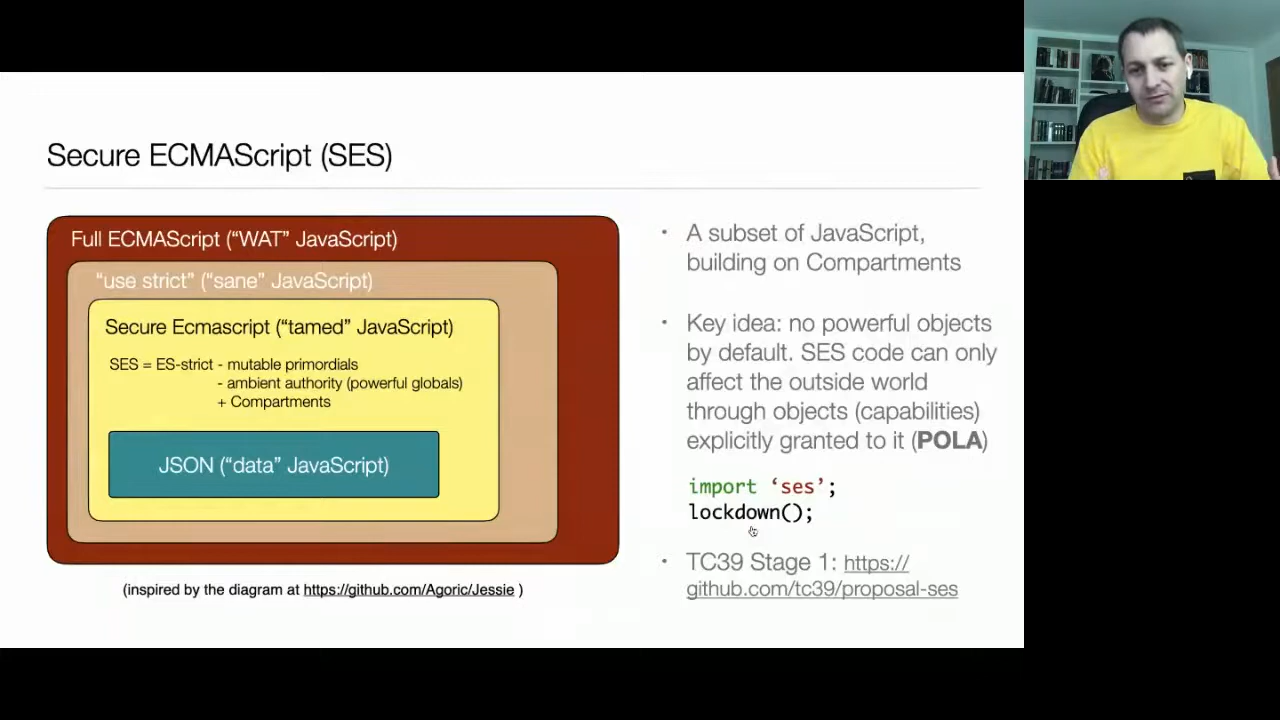 Secure ECMAScript (SES)
Full ECMAScript (“WAT” JavaScript)
“use strict” (“sane” JavaScript)
Secure Ecmascript (“tamed” JavaScript)
SES = ES-strict - mutable primordials
- ambient authority (powerful globals)
+ Compartments
JSON (“data” JavaScript)
(inspired by the diagram at https://github.com/Agoric/Jessie )
• A subset of JavaScript,
building on Compartments
• Key idea: no powerful objects
by default. SES code can only
affect the outside world
through objects (capabilities)
explicitly granted to it (POLA)
import ‘ses’;
lockdown();
• TC39 Stage 1: https://
github.com/tc39/proposal-ses